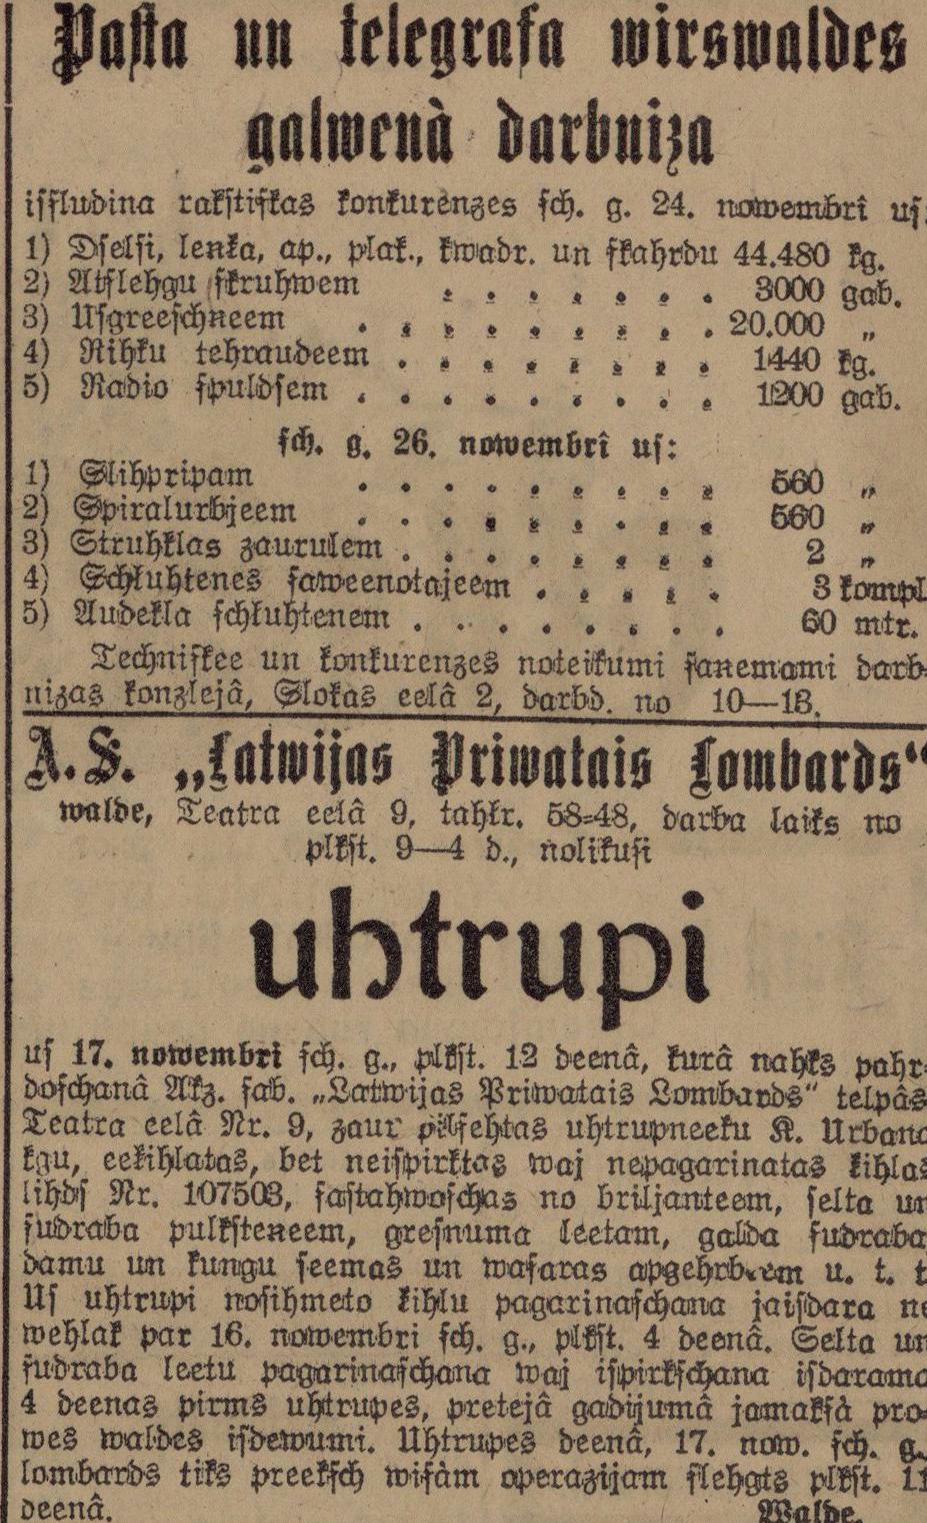 Pasta un telegrafa wirswaldes
galwenà darbniza
isſludina rakstiſkas konkurenzes ſch. g. 24. nowembrî uſ:
1) Dſelſi, lenka, ap., plak., kwadr. un ſkahrdu 44.480 kg.
2) Atſlehgu ſkruhwem . . . . . . . 3000 gab.
3) Uſgreeſchneem . . . . . . . . . 20.000 „
4) Rihku tehraudeem . . . . . . . . 1440 kg.
5) Radio ſpuldſem . . . . . . . . . 1200 gab.
ſch. g. 26. nowembrî uſ:
1) Slihpripam . . . . . . . . . 560 „
2) Spiralurbjeem . . . . . . . . . 560 „
3) Struhklas zaurulem . . . . . . . . 2 „
4) Schluhtenes ſaweenotajeem . . . . . 3 kompl
5) Audekla ſchluhtenem . . . . . . . . 60 mtr.
Techniſkee un konkurenzes noteikumi ſanemami darb-
nizas konzlejâ, Slokas eelâ 2, darbd. no 10—13.
A. S. „Latwijas Priwatais Lombards“
walde, Teatra eelâ 9, tahlr. 58-48, darba laiks no
plkst. 9—4 d., nolikuſi
uhtrupi
uſ 17. nowembri ſch. g., plkst. 12 deenâ, kurâ nahks pahr-
doſchanâ Akz. ſab. „Latwijas Priwatais Lombards“ telpâs
Teatra eelâ Nr. 9, zaur pilſehtas uhtrupneeku K. Urbana
kgu, eekihlatas, bet neiſpirktas waj nepagarinatas kihlas
lihdſ Nr. 107503, ſastahwoſchas no briljanteem, ſelta un
ſudraba pulksteneem, greſnuma leetam, galda ſudraba,
damu un kungu seemas un waſaras apgehrbeem u. t. t.
Uſ uhtrupi noſihmeto kihlu pagarinaſchana jaiſdara ne
wehlak par 16. nowembri ſch. g., plkst. 4 deenâ. Selta un
ſudraba leetu pagarinaſchana waj iſpirkſchana iſdarama
4 deenas pirms uhtrupes, pretejâ gadijumâ jamakſà pro-
wes waldes iſdewumi. Uhtrupes deenâ, 17. now. ſch. g.,
lombards tiks preekſch wiſàm operazijam ſlehgts plkst. 11
deenâ. Walde.